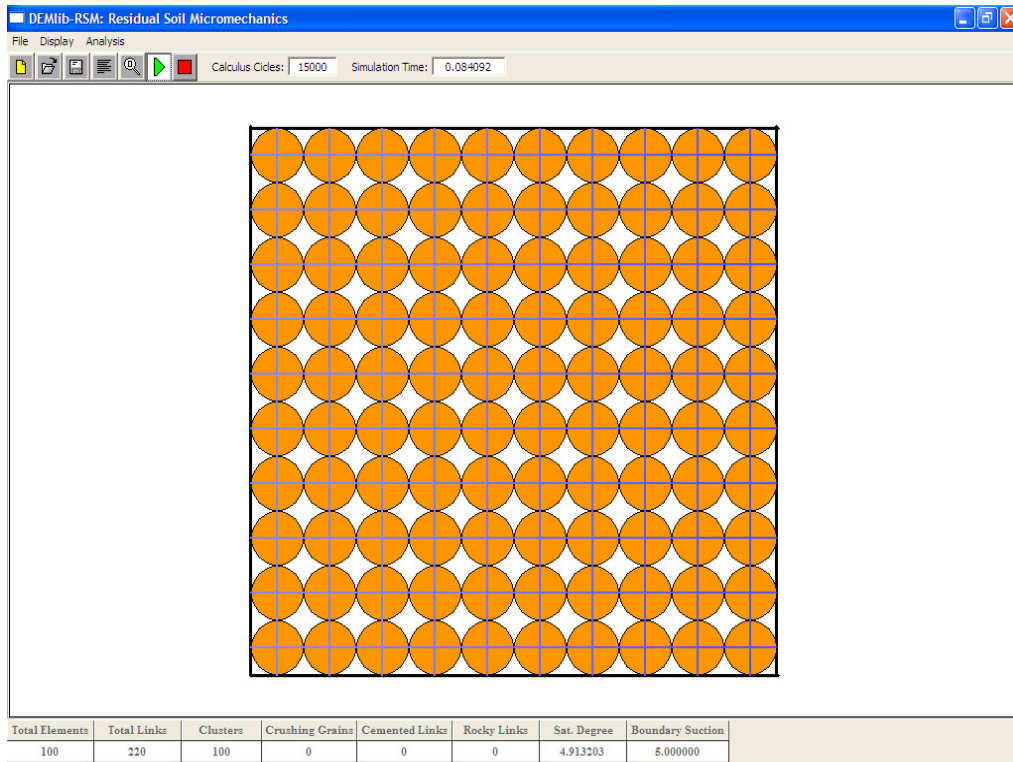 DEMlib-RSM: Residual Soil Micromechanics
File Display Analysis
Calculus Cicles: 15000 Simulation Time: 0.084092
Total Elements Total Links Clusters Crushing Grains Cemented Links Rocky Links Sat. Degree Boundary Suction
100 220 100 0 0 0 4.913203 5.000000